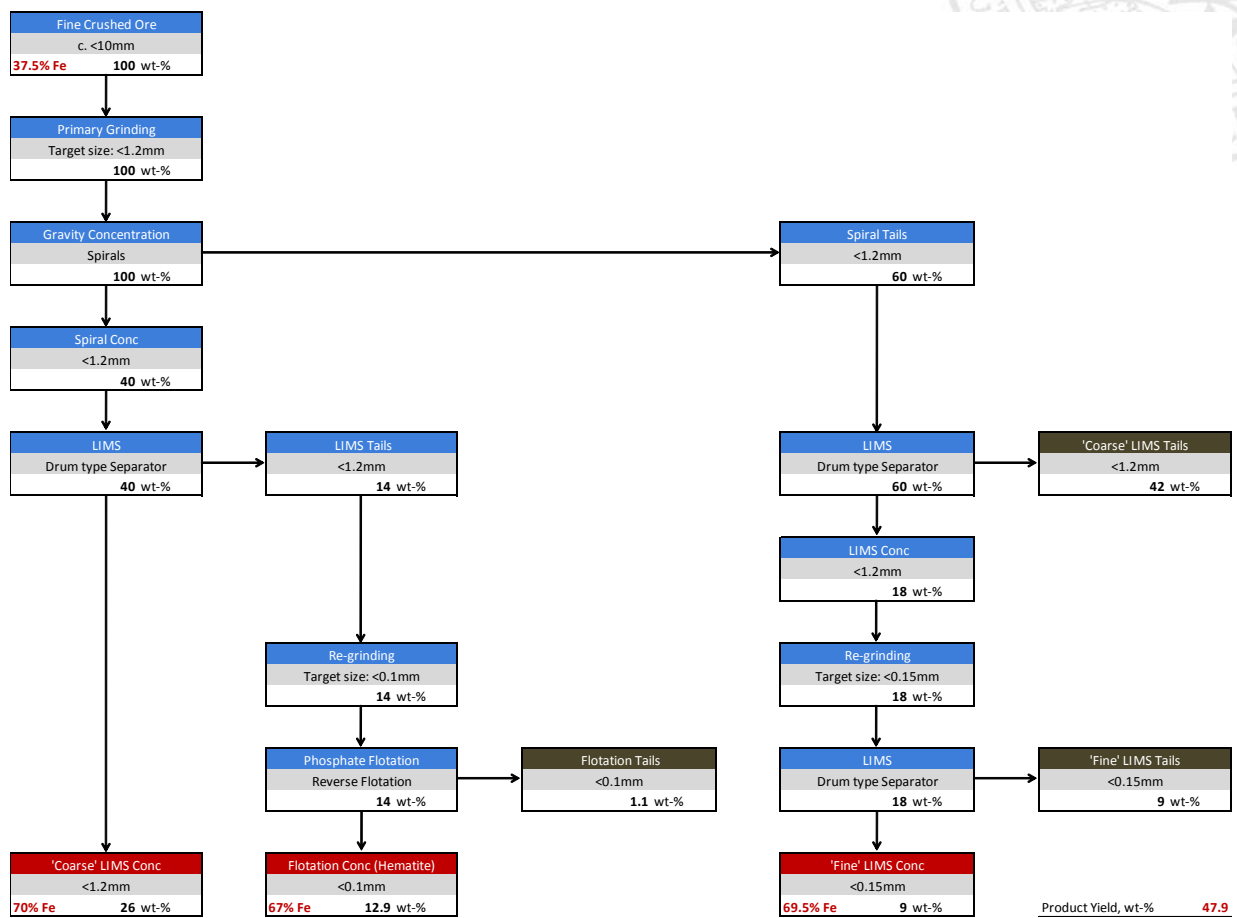 Fine Crushed Ore
c. <10mm
37.5% Fe 100 wt-%
Primary Grinding
Target size: <1.2mm
100 wt-%
Gravity Concentration
Spirals
100 wt-%
Spiral Tails
<1.2mm
60 wt-%
Spiral Conc
<1.2mm
40 wt-%
LIMS
Drum type Separator
40 wt-%
LIMS Tails
<1.2mm
14 wt-%
LIMS
Drum type Separator
60 wt-%
'Coarse' LIMS Tails
<1.2mm
42 wt-%
LIMS Conc
<1.2mm
18 wt-%
Re-grinding
Target size: <0.1mm
14 wt-%
Re-grinding
Target size: <0.15mm
18 wt-%
Phosphate Flotation
Reverse Flotation
14 wt-%
Flotation Tails
<0.1mm
1.1 wt-%
LIMS
Drum type Separator
18 wt-%
'Fine' LIMS Tails
<0.15mm
9 wt-%
'Coarse' LIMS Conc
<1.2mm
70% Fe 26 wt-%
Flotation Conc (Hematite)
<0.1mm
67% Fe 12.9 wt-%
'Fine' LIMS Conc
<0.15mm
69.5% Fe 9 wt-%
Product Yield, wt-% 47.9